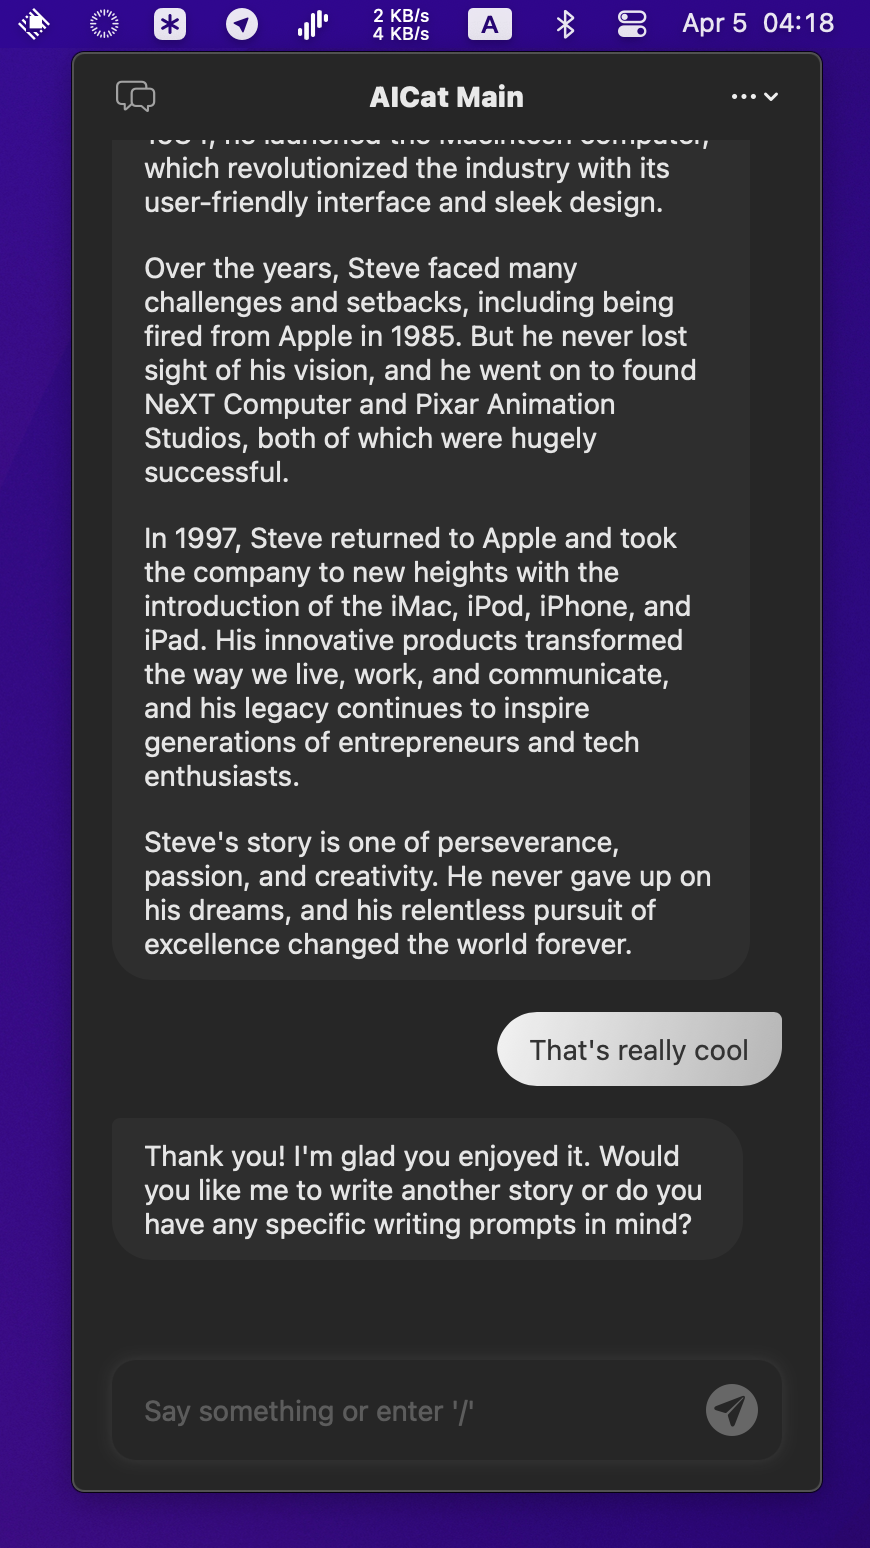 2 KB/s
4 KB/s
A
Apr 5 04:18
AICat Main
1984, he launched the Macintosh computer,
which revolutionized the industry with its
user-friendly interface and sleek design.
Over the years, Steve faced many
challenges and setbacks, including being
fired from Apple in 1985. But he never lost
sight of his vision, and he went on to found
NeXT Computer and Pixar Animation
Studios, both of which were hugely
successful.
In 1997, Steve returned to Apple and took
the company to new heights with the
introduction of the iMac, iPod, iPhone, and
iPad. His innovative products transformed
the way we live, work, and communicate,
and his legacy continues to inspire
generations of entrepreneurs and tech
enthusiasts.
Steve's story is one of perseverance,
passion, and creativity. He never gave up on
his dreams, and his relentless pursuit of
excellence changed the world forever.
That's really cool
Thank you! I'm glad you enjoyed it. Would
you like me to write another story or do you
have any specific writing prompts in mind?
Say something or enter '/'